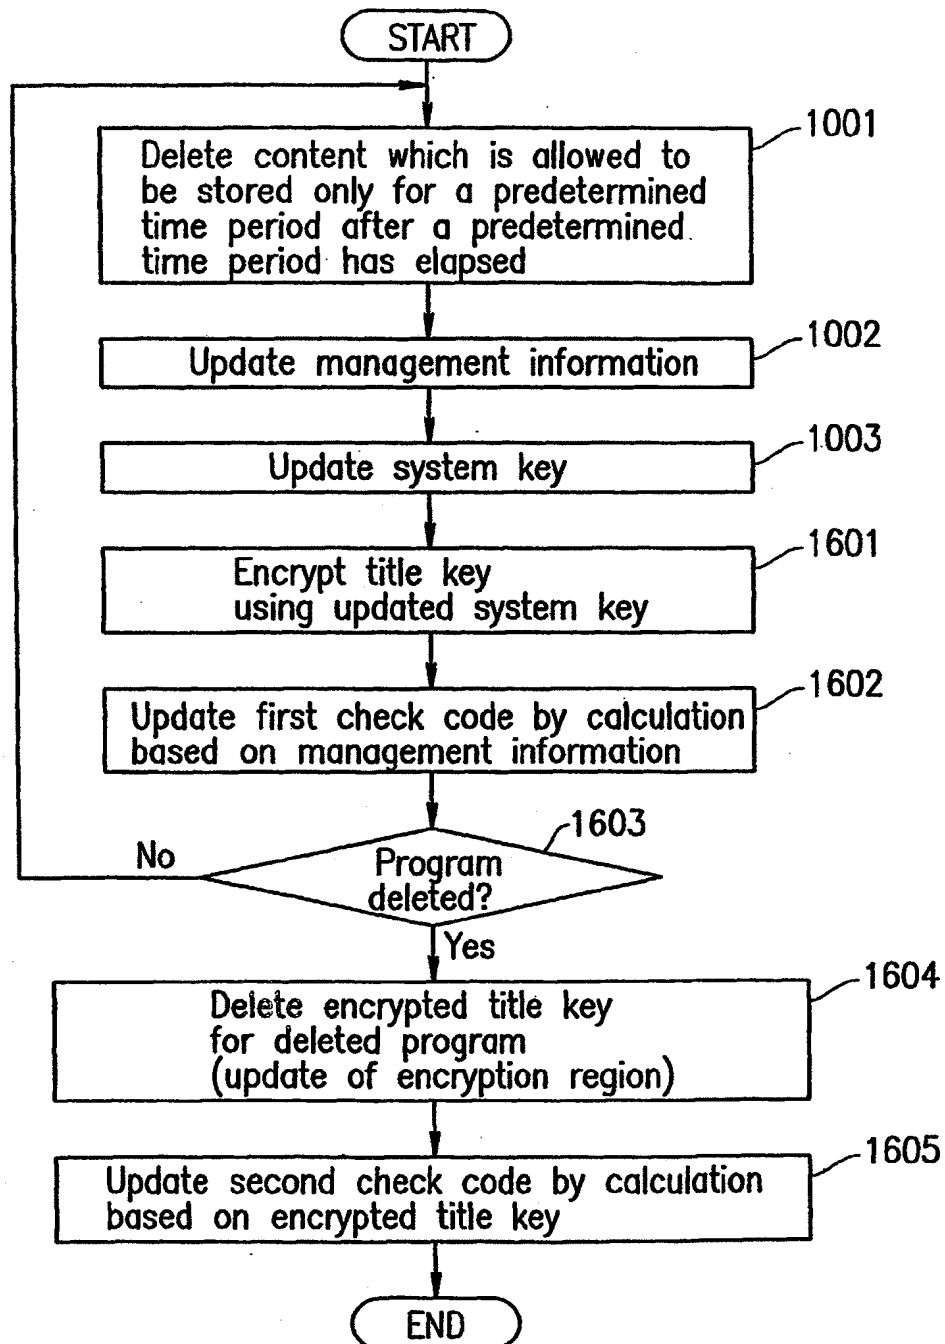 START
1001
Delete content which is allowed to
be stored only for a predetermined
time period after a predetermined
time period has elapsed
1002
Update management information
1003
Update system key
1601
Encrypt title key
using updated system key
1602
Update first check code by calculation
based on management information
1603
No
Program
deleted?
Yes
1604
Delete encrypted title key
for deleted program
(update of encryption region)
1605
Update second check code by calculation
based on encrypted title key
END